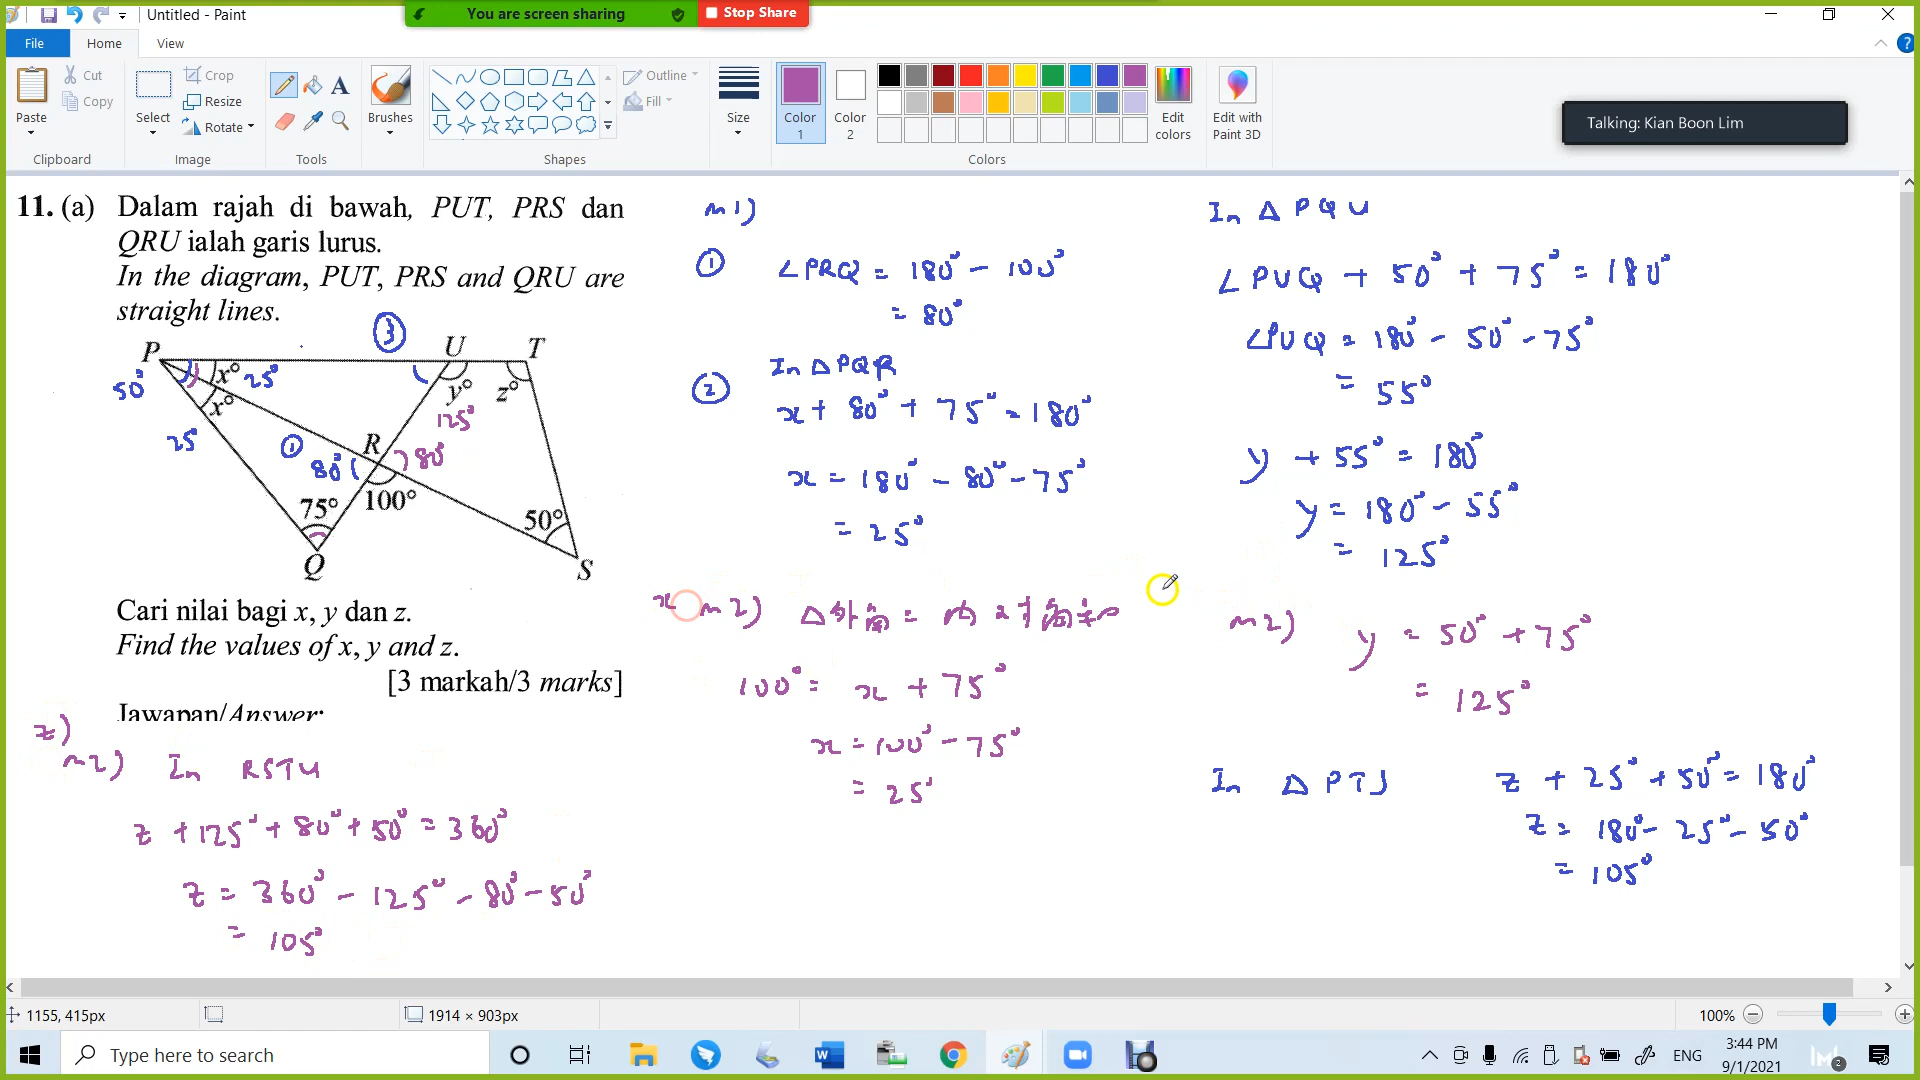 Untitled - Paint
You are screen sharing
Stop Share
File
Home
View
Paste
Cut
Copy
Clipboard
Select
Crop
Resize
Rotate
Image
Tools
Brushes
Shapes
Outline
Fill
Size
Color 1
Color 2
Colors
Edit colors
Edit with Paint 3D
Talking: Kian Boon Lim
11. (a) Dalam rajah di bawah, PUT, PRS dan
QRU ialah garis lurus.
In the diagram, PUT, PRS and QRU are
straight lines.
3
P
U
T
50°
x°
25°
x°
y°
z°
125°
25°
1
R
80°
80°
75°
100°
50°
Q
S
Cari nilai bagi x, y dan z.
Find the values of x, y and z.
[3 markah/3 marks]
Jawapan/Answer:
z)
m2) In RSTU
z + 125° + 80° + 50° = 360°
z = 360° - 125° - 80° - 50°
= 105°
m1)
1 ∠PRQ = 180° - 100°
= 80°
2 In △PQR
x + 80° + 75° = 180°
x = 180° - 80° - 75°
= 25°
x m2) △外角 = 内2对角之和
100° = x + 75°
x = 100° - 75°
= 25°
In △PQU
∠PUQ + 50° + 75° = 180°
∠PUQ = 180° - 50° - 75°
= 55°
y + 55° = 180°
y = 180° - 55°
= 125°
m2) y = 50° + 75°
= 125°
In △PTS z + 25° + 50° = 180°
z = 180° - 25° - 50°
= 105°
1155, 415px
1914 × 903px
100%
Type here to search
ENG
3:44 PM
9/1/2021
2